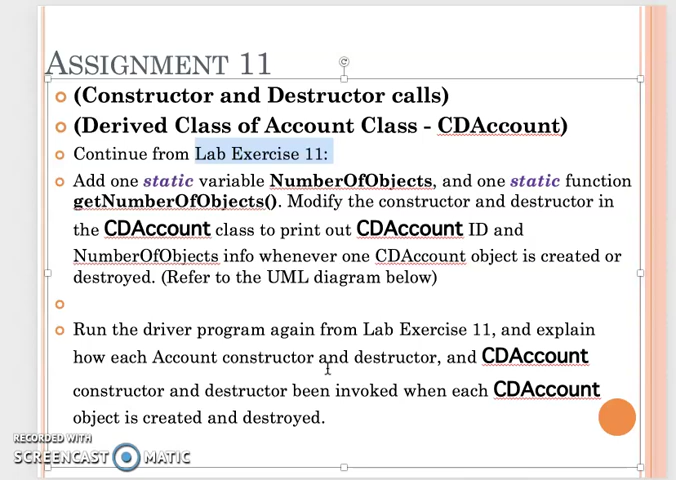 ASSIGNMENT 11
(Constructor and Destructor calls)
(Derived Class of Account Class - CDAccount)
Continue from Lab Exercise 11:
Add one static variable NumberOfObjects, and one static function
getNumberOfObjects(). Modify the constructor and destructor in
the CDAccount class to print out CDAccount ID and
NumberOfObjects info whenever one CDAccount object is created or
destroyed. (Refer to the UML diagram below)
Run the driver program again from Lab Exercise 11, and explain
how each Account constructor and destructor, and CDAccount
constructor and destructor been invoked when each CDAccount
object is created and destroyed.
RECORDED WITH
SCREENCAST MATIC